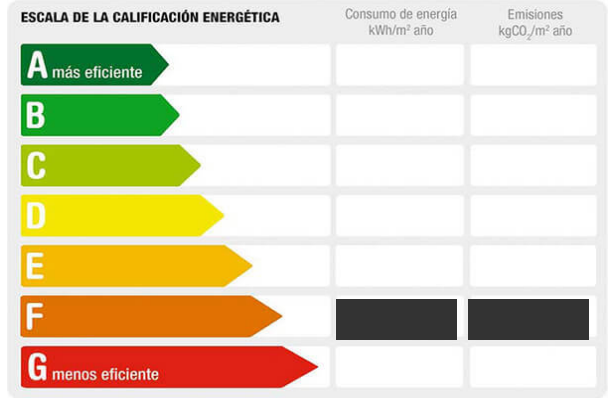 ESCALA DE LA CALIFICACIÓN ENERGÉTICA
Consumo de energía
kWh/m² año
Emisiones
kgCO₂/m² año
A más eficiente
B
C
D
E
F
G menos eficiente